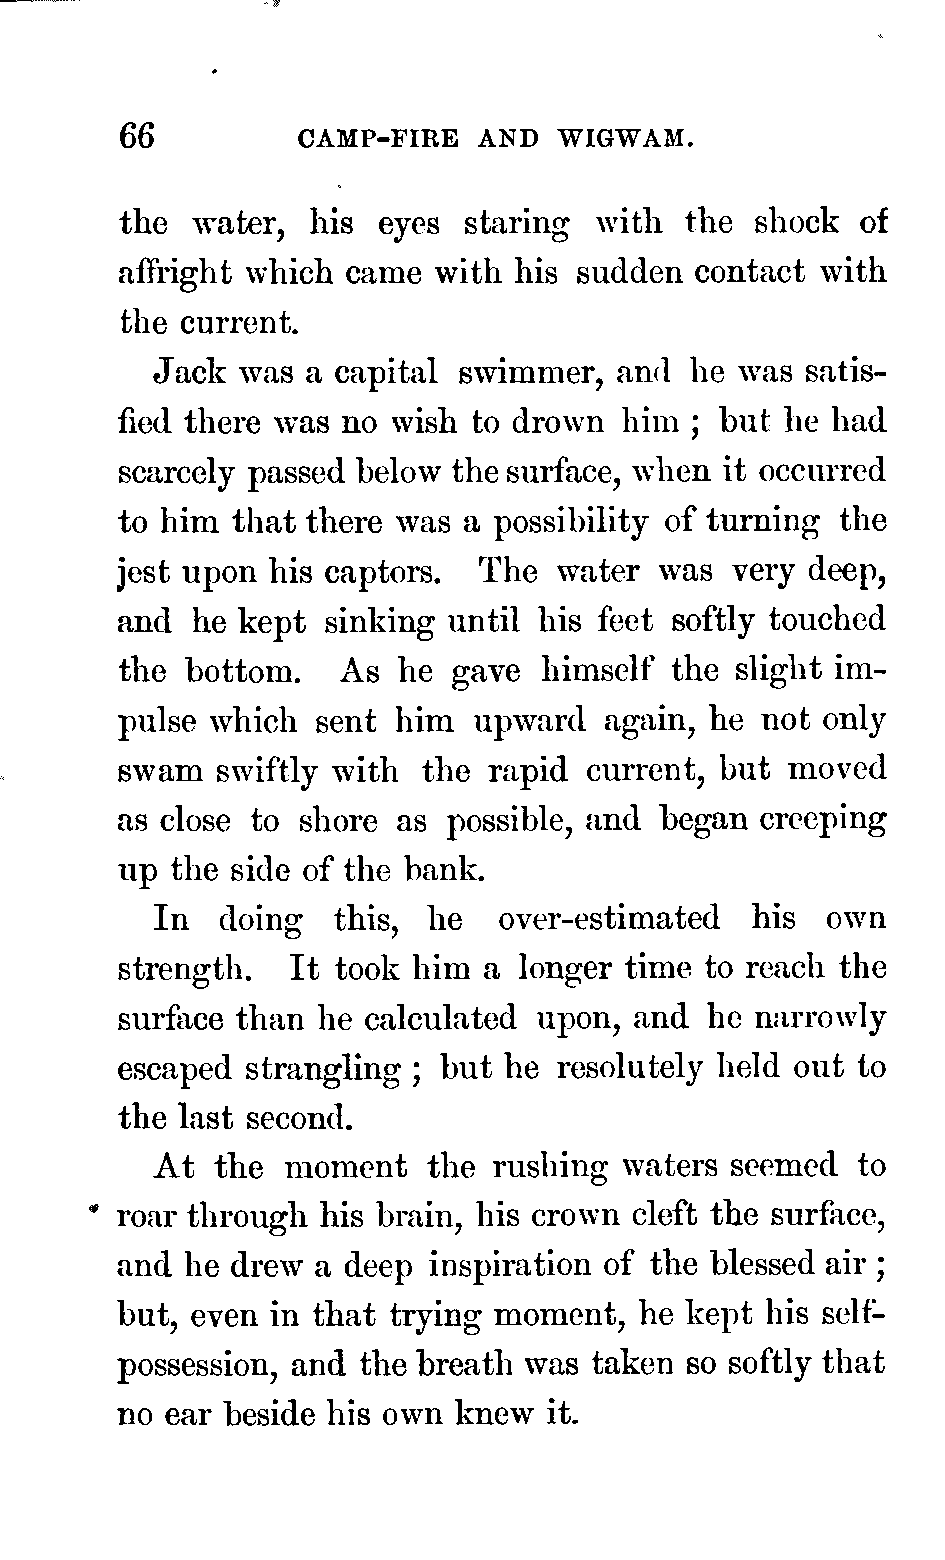 66 CAMP-FIRE AND WIGWAM.
the water, his eyes staring with the shock of
affright which came with his sudden contact with
the current.
Jack was a capital swimmer, and he was satis-
fied there was no wish to drown him ; but he had
scarcely passed below the surface, when it occurred
to him that there was a possibility of turning the
jest upon his captors. The water was very deep,
and he kept sinking until his feet softly touched
the bottom. As he gave himself the slight im-
pulse which sent him upward again, he not only
swam swiftly with the rapid current, but moved
as close to shore as possible, and began creeping
up the side of the bank.
In doing this, he over-estimated his own
strength. It took him a longer time to reach the
surface than he calculated upon, and he narrowly
escaped strangling ; but he resolutely held out to
the last second.
At the moment the rushing waters seemed to
roar through his brain, his crown cleft the surface,
and he drew a deep inspiration of the blessed air ;
but, even in that trying moment, he kept his self-
possession, and the breath was taken so softly that
no ear beside his own knew it.